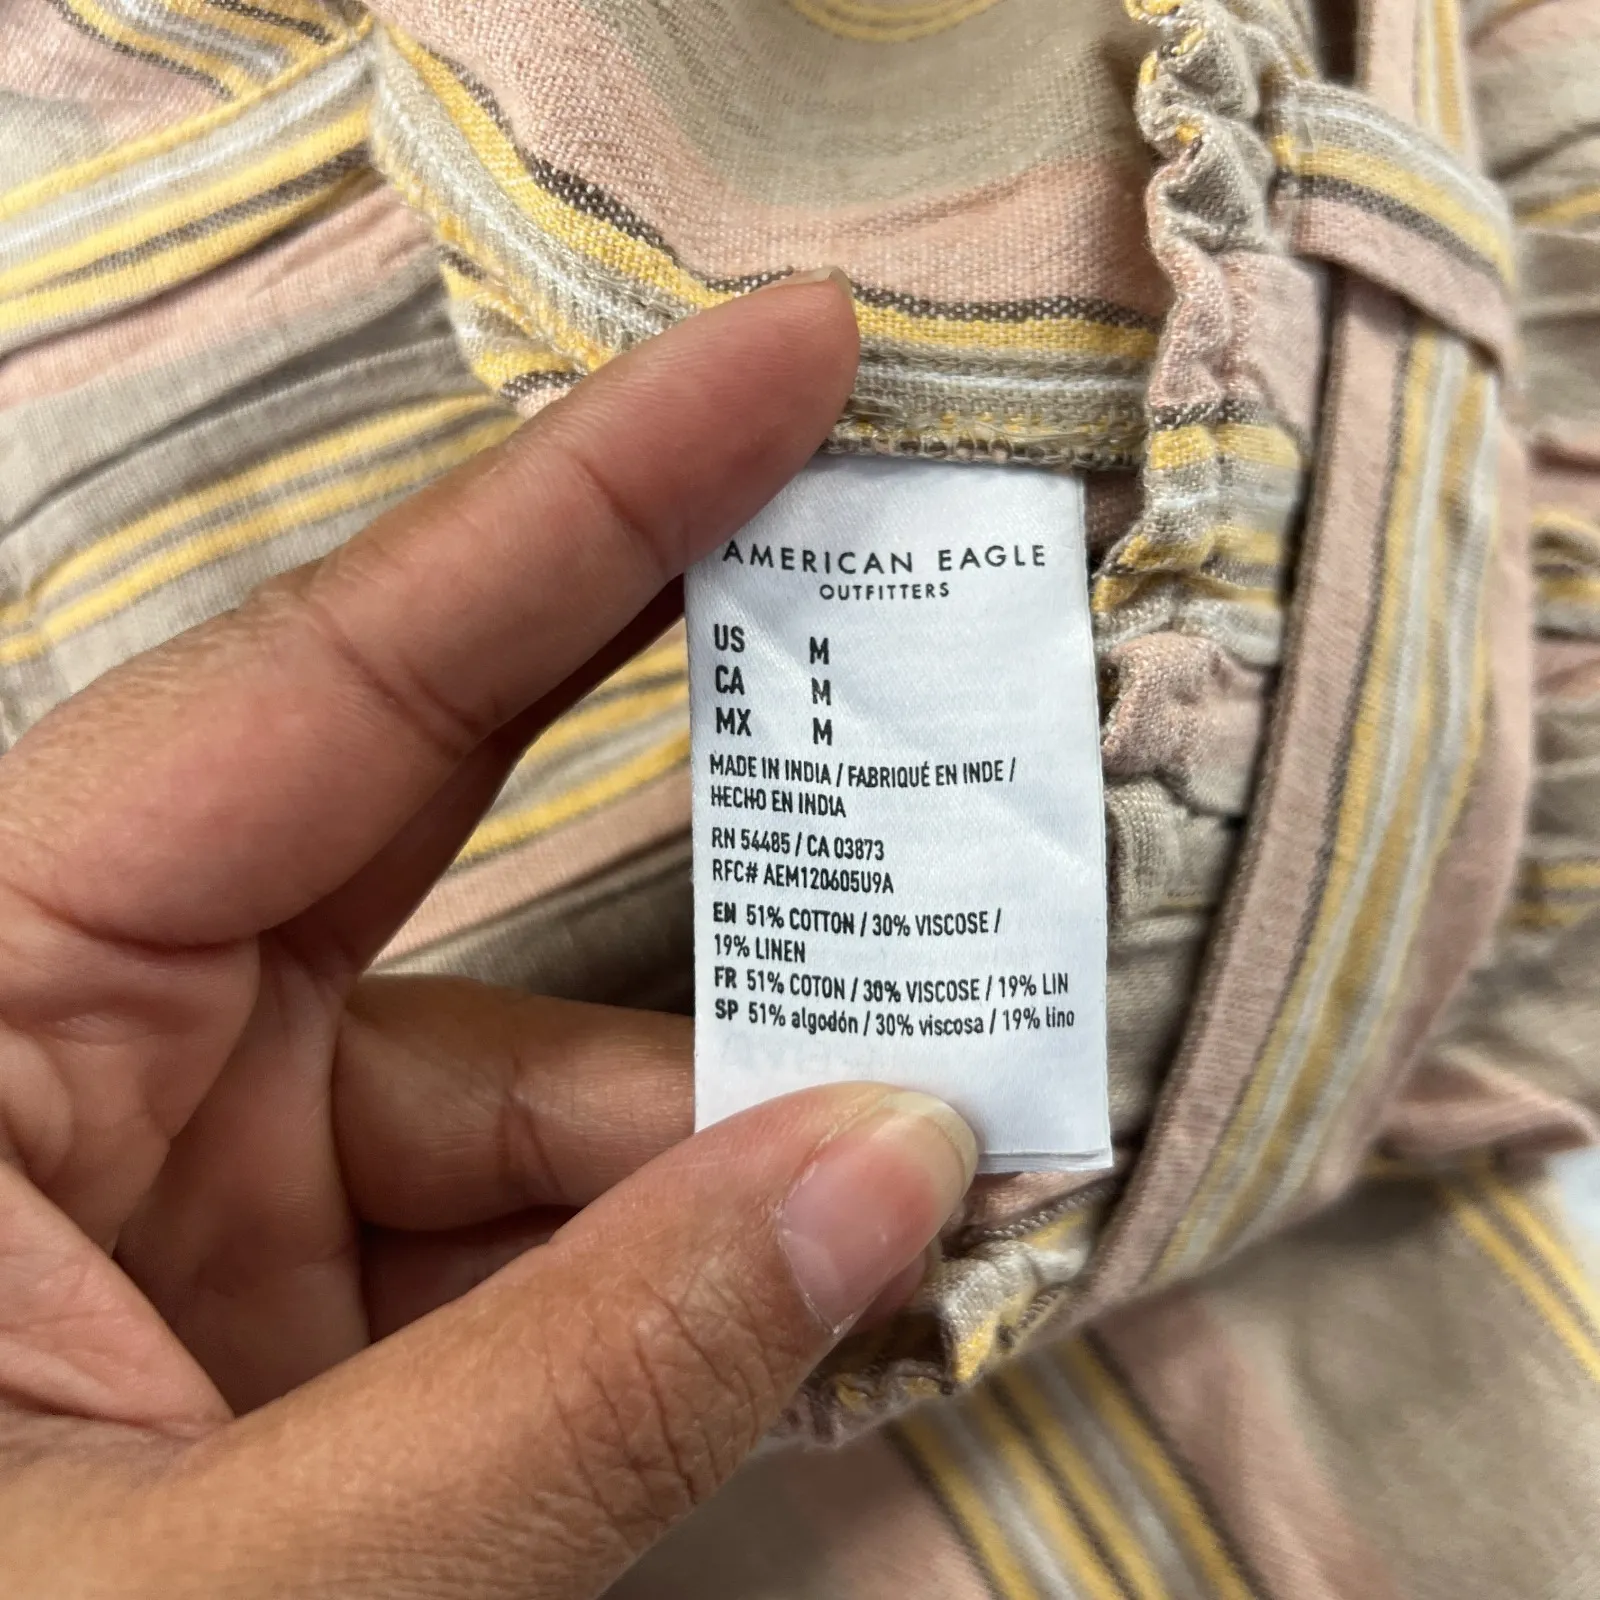 AMERICAN EAGLE
OUTFITTERS
US M
CA M
MX M
MADE IN INDIA / FABRIQUÉ EN INDE /
HECHO EN INDIA
RN 54485 / CA 03873
RFC# AEM120605U9A
EN 51% COTTON / 30% VISCOSE /
19% LINEN
FR 51% COTON / 30% VISCOSE / 19% LIN
SP 51% algodón / 30% viscosa / 19% lino